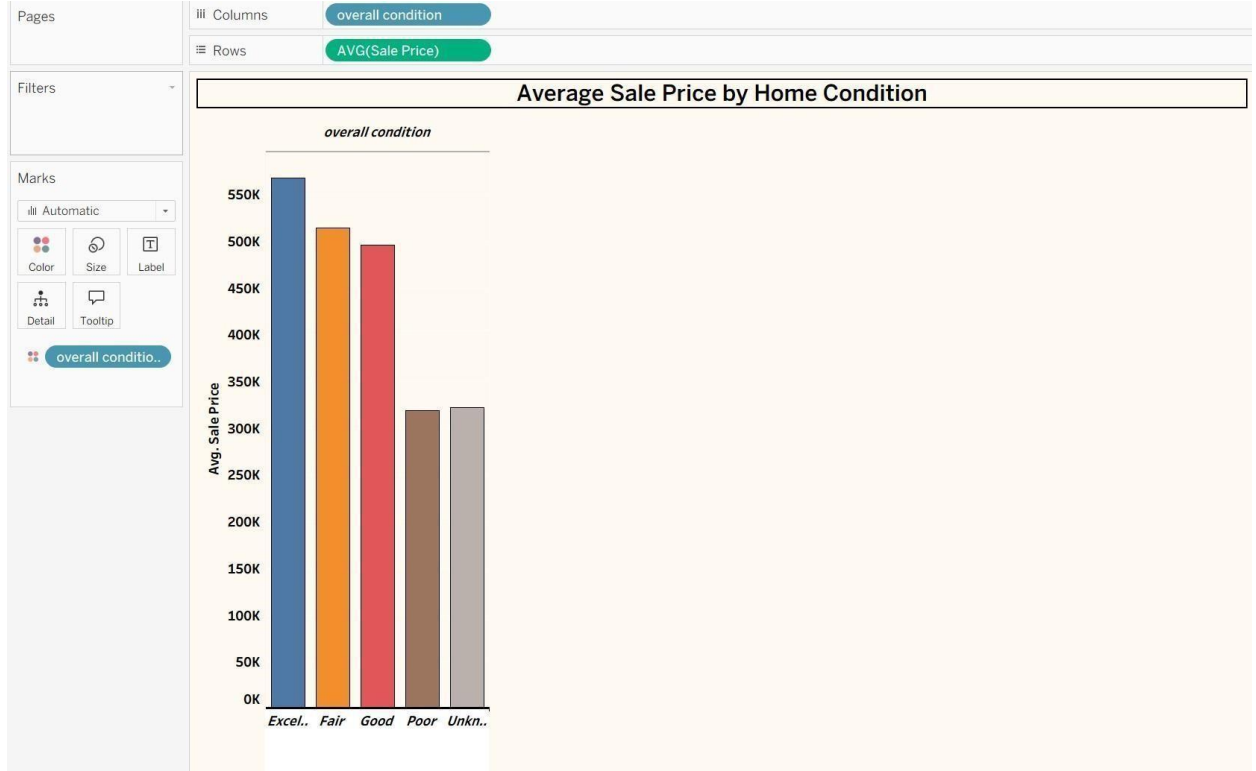 Pages
Columns
overall condition
Rows
AVG(Sale Price)
Filters
Average Sale Price by Home Condition
Marks
Automatic
Color
Size
Label
T
Detail
Tooltip
overall conditio..
overall condition
Avg. Sale Price
550K
500K
450K
400K
350K
300K
250K
200K
150K
100K
50K
0K
Excel.. Fair Good Poor Unkn..